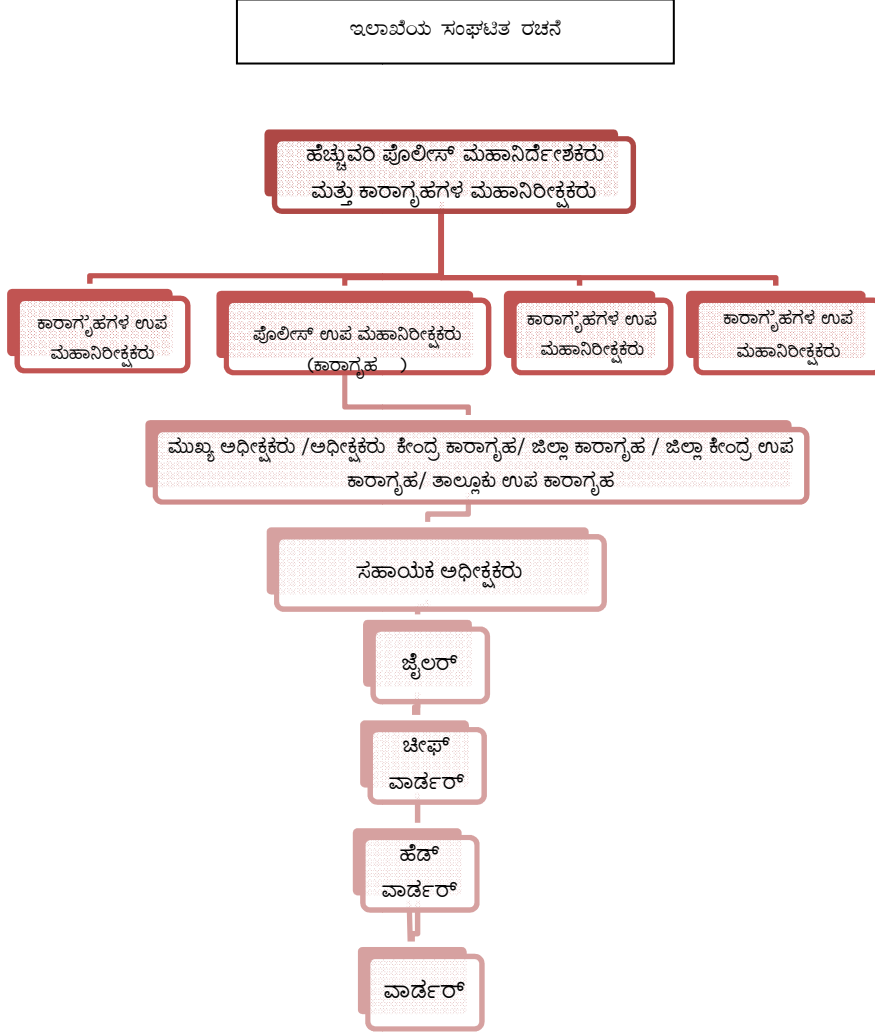 ಇಲಾಖೆಯ ಸಂಘಟಿತ ರಚನೆ
ಹೆಚ್ಚುವರಿ ಪೊಲೀಸ್ ಮಹಾನಿರ್ದೇಶಕರು
ಮತ್ತು ಕಾರಾಗೃಹಗಳ ಮಹಾನಿರೀಕ್ಷಕರು
ಕಾರಾಗೃಹಗಳ ಉಪ
ಮಹಾನಿರೀಕ್ಷಕರು
ಪೊಲೀಸ್ ಉಪ ಮಹಾನಿರೀಕ್ಷಕರು
(ಕಾರಾಗೃಹ )
ಕಾರಾಗೃಹಗಳ ಉಪ
ಮಹಾನಿರೀಕ್ಷಕರು
ಕಾರಾಗೃಹಗಳ ಉಪ
ಮಹಾನಿರೀಕ್ಷಕರು
ಮುಖ್ಯ ಅಧೀಕ್ಷಕರು /ಅಧೀಕ್ಷಕರು ಕೇಂದ್ರ ಕಾರಾಗೃಹ/ ಜಿಲ್ಲಾ ಕಾರಾಗೃಹ / ಜಿಲ್ಲಾ ಕೇಂದ್ರ ಉಪ
ಕಾರಾಗೃಹ/ ತಾಲ್ಲೂಕು ಉಪ ಕಾರಾಗೃಹ
ಸಹಾಯಕ ಅಧೀಕ್ಷಕರು
ಜೈಲರ್
ಚೀಫ್
ವಾರ್ಡರ್
ಹೆಡ್
ವಾರ್ಡರ್
ವಾರ್ಡರ್